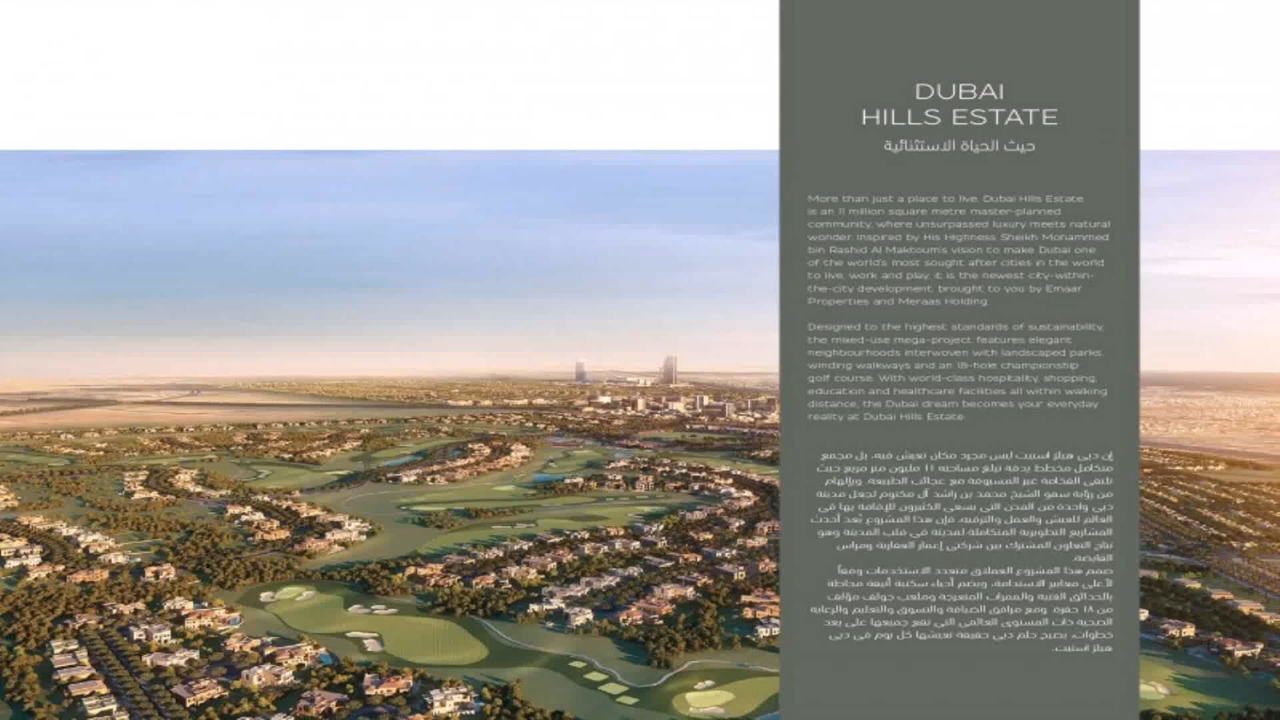 DUBAI
HILLS ESTATE
حيث الحياة الاستثنائية
More than just a place to live, Dubai Hills Estate
is an 11 million square metre master-planned
community, where unsurpassed luxury meets natural
wonder. Inspired by His Highness Sheikh Mohammed
bin Rashid Al Maktoum's vision to make Dubai one
of the world's most sought after cities in the world
to live, work and play, it is the newest city-within-
the-city development, brought to you by Emaar
Properties and Meraas Holding.
Designed to the highest standards of sustainability,
the mixed-use mega-project features elegant
neighbourhoods interwoven with landscaped parks,
winding walkways and an 18-hole championship
golf course. With world-class hospitality, shopping,
education and healthcare facilities all within walking
distance, the Dubai dream becomes your everyday
reality at Dubai Hills Estate.
إن دبي هيلز استيت ليس مجرد مكان تعيش فيه، بل مجمع
متكامل مخطط بدقة تبلغ مساحته ١١ مليون متر مربع حيث
تلتقي الفخامة غير المسبوقة مع عجائب الطبيعة. وبإلهام
من رؤية سمو الشيخ محمد بن راشد آل مكتوم لجعل مدينة
دبي واحدة من المدن التي يسعى الكثيرون للإقامة بها في
العالم للعيش والعمل والترفيه، فإن هذا المشروع يُعد أحدث
المشاريع التطويرية المتكاملة لمدينة في قلب المدينة وهو
نتاج التعاون المشترك بين شركتي إعمار العقارية ومراس
القابضة.
صمم هذا المشروع العملاق متعدد الاستخدمات وفقاً
لأعلى معايير الاستدامة، ويضم أحياء سكنية أنيقة محاطة
بالحدائق الغنية والممرات المتعرجة وملعب جولف مؤلف
من ١٨ حفرة. ومع مرافق الضيافة والتسوق والتعليم والرعاية
الصحية ذات المستوى العالمي التي تقع جميعها على بعد
خطوات، يصبح حلم دبي حقيقة تعيشها كل يوم في دبي
هيلز استيت.